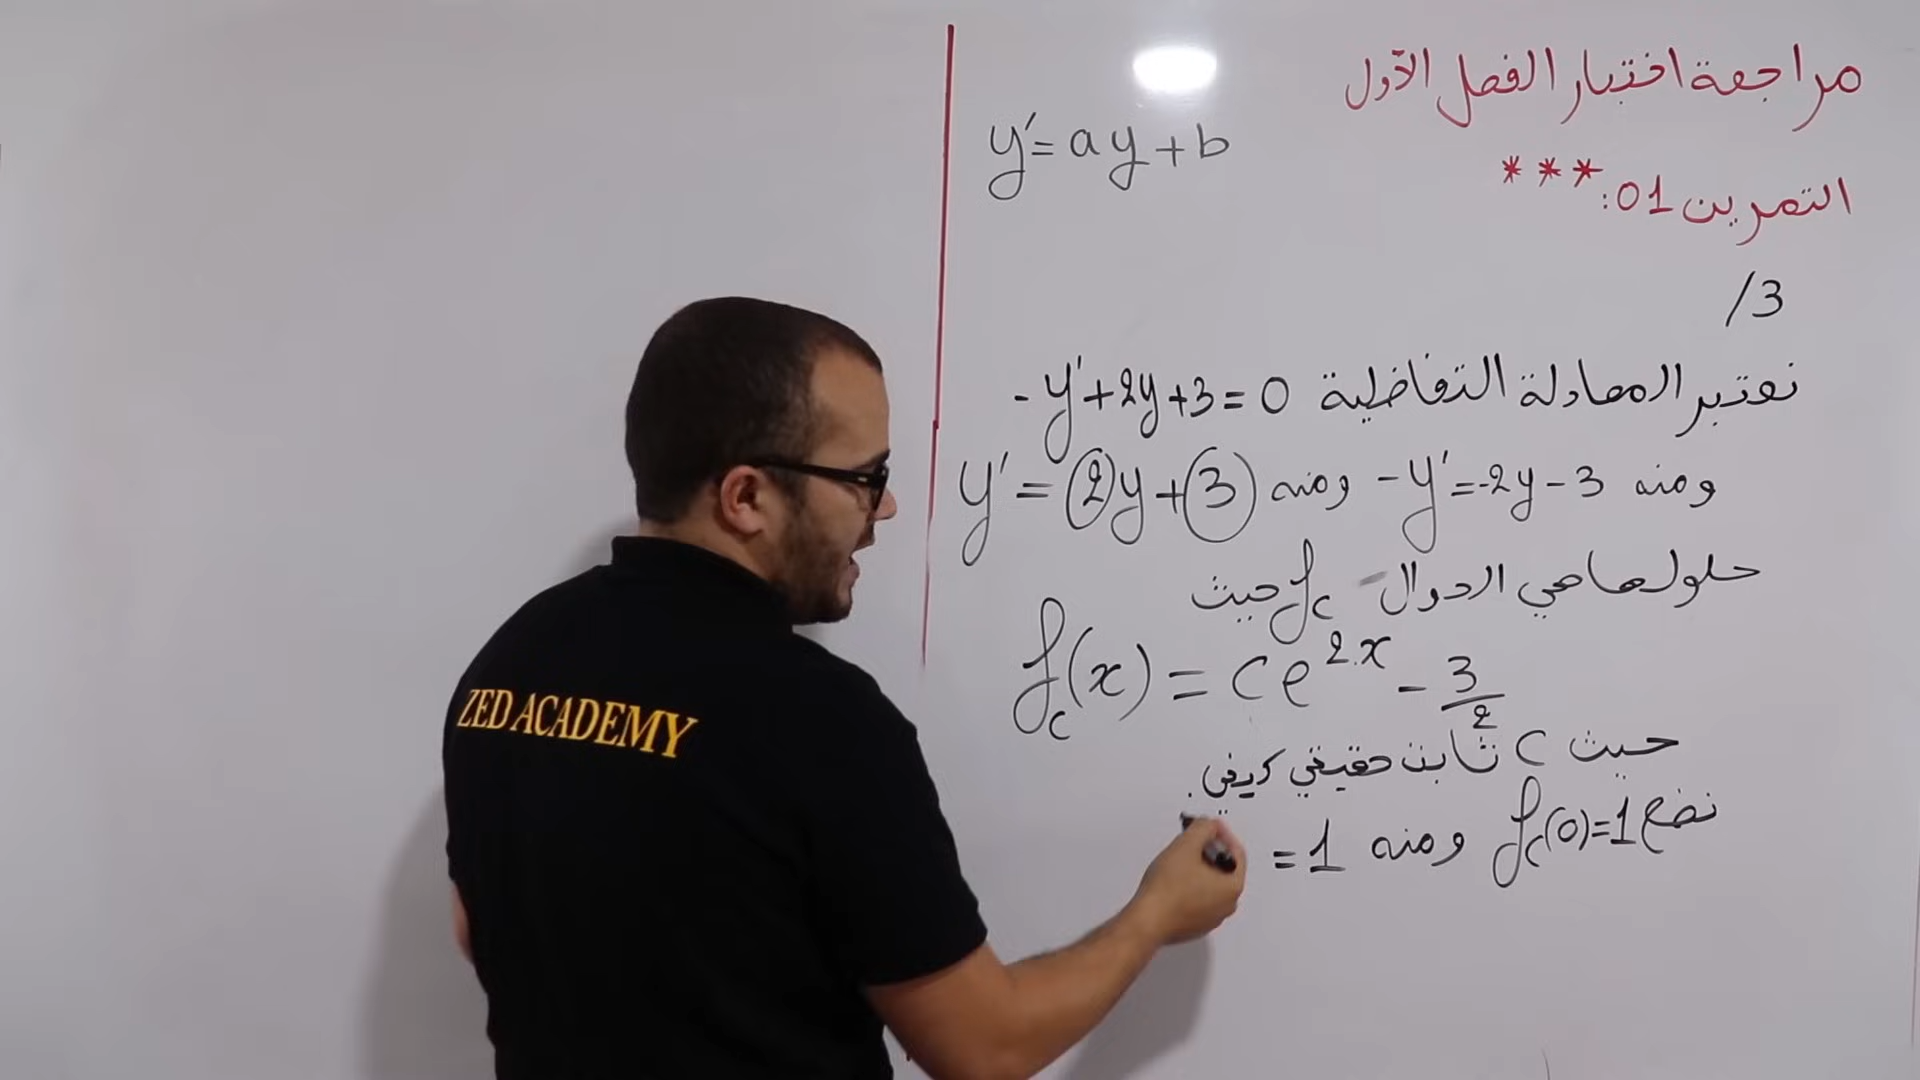 مراجعة اختبار الفصل الأول
التمرين 01: ***
y' = ay + b
3/
نعتبر المعادلة التفاضلية -y' + 2y + 3 = 0
ومنه -y' = -2y - 3 ومنه y' = 2y + 3
حلولها هي الدوال f_c حيث
f_c(x) = C e^{2.x} - 3/2
حيث C ثابت حقيقي كيفي.
نضع f_c(0) = 1 ومنه = 1
ZED ACADEMY